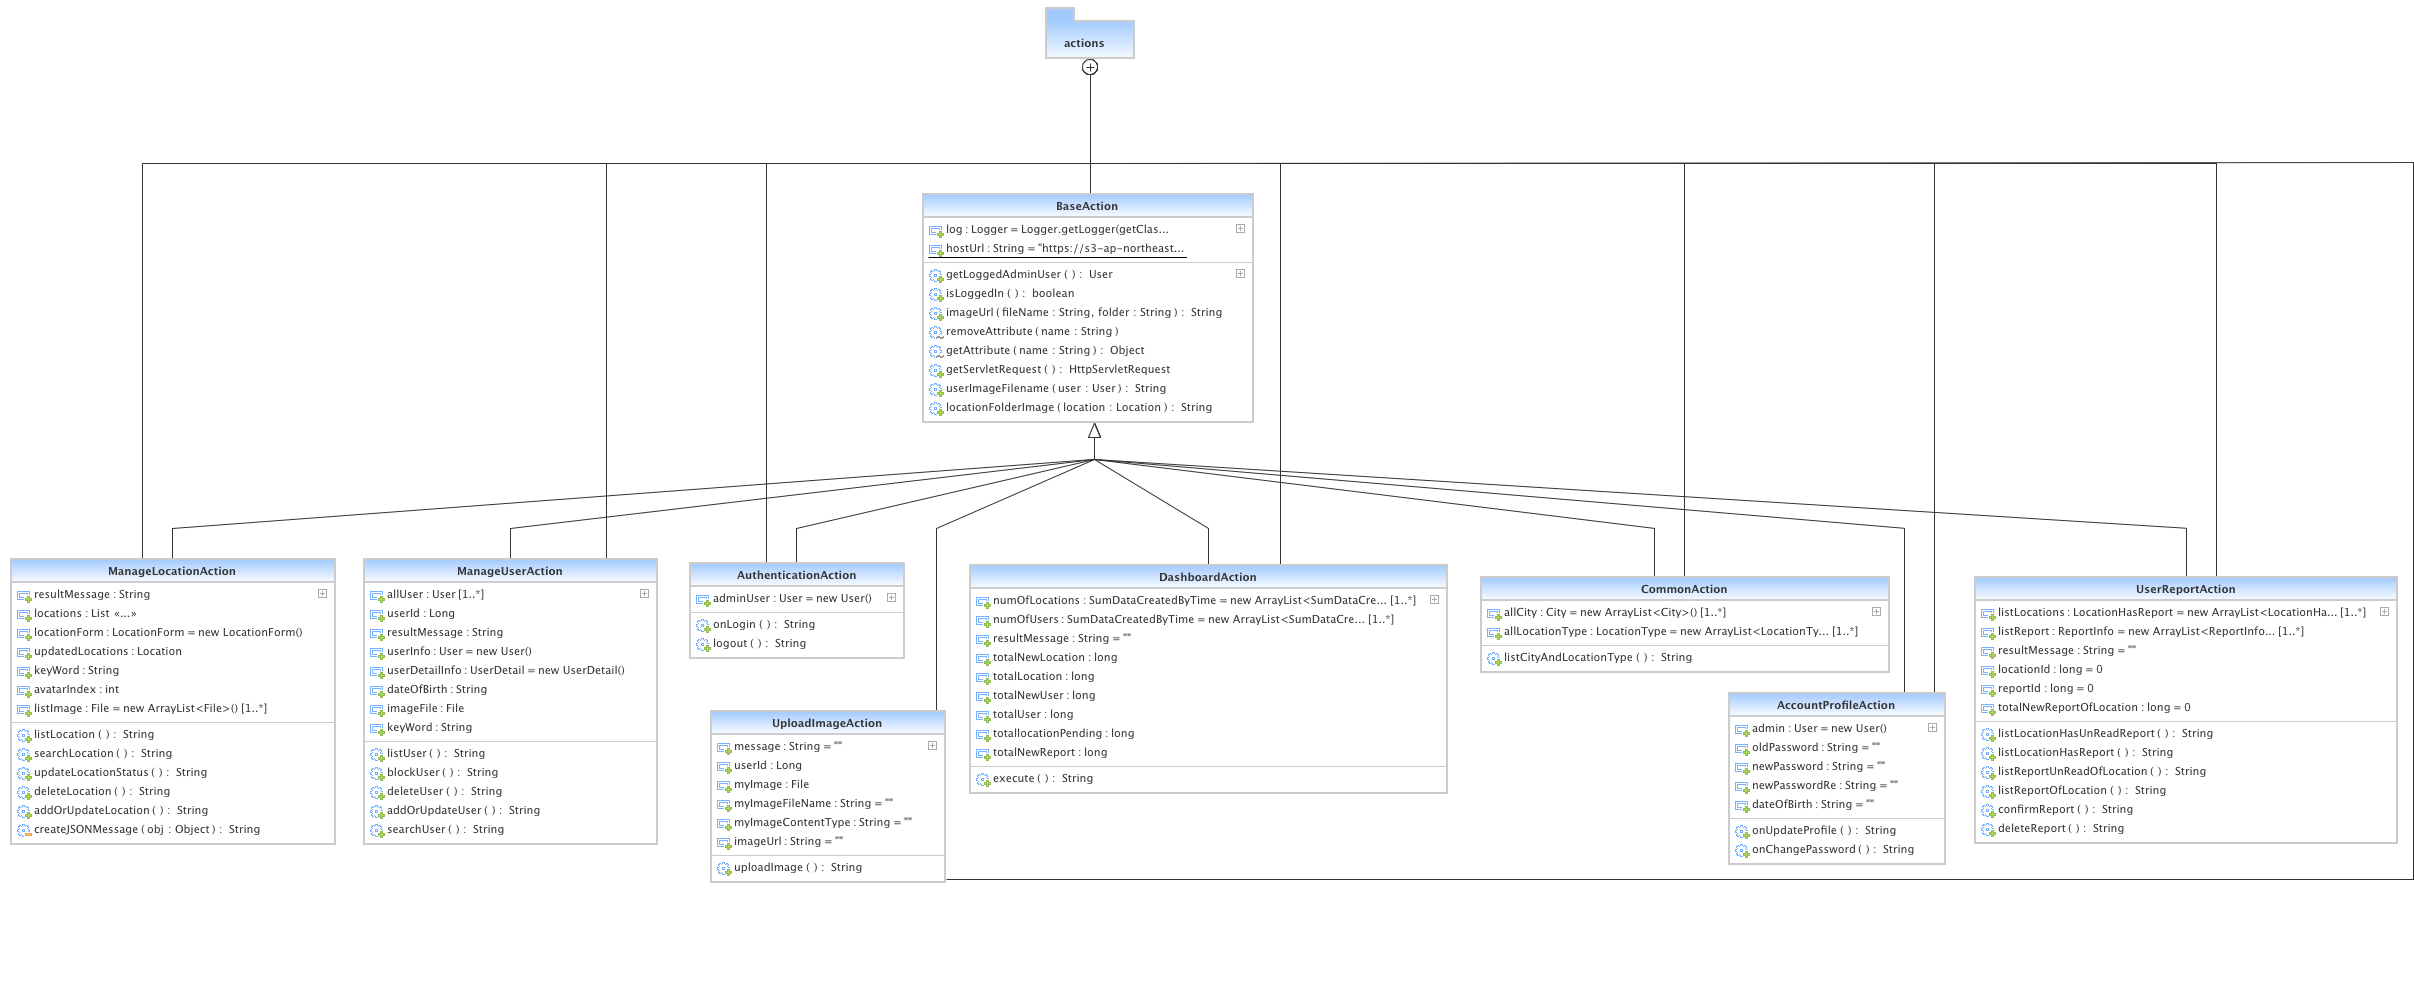 actions
BaseAction
log : Logger = Logger.getLogger(getClas...
hostUrl : String = "https://s3-ap-northeast...
getLoggedAdminUser ( ) : User
isLoggedIn ( ) : boolean
imageUrl ( fileName : String, folder : String ) : String
removeAttribute ( name : String )
getAttribute ( name : String ) : Object
getServletRequest ( ) : HttpServletRequest
userImageFilename ( user : User ) : String
locationFolderImage ( location : Location ) : String
ManageLocationAction
resultMessage : String
locations : List «...»
locationForm : LocationForm = new LocationForm()
updatedLocations : Location
keyWord : String
avatarIndex : int
listImage : File = new ArrayList<File>() [1..*]
listLocation ( ) : String
searchLocation ( ) : String
updateLocationStatus ( ) : String
deleteLocation ( ) : String
addOrUpdateLocation ( ) : String
createJSONMessage ( obj : Object ) : String
ManageUserAction
allUser : User [1..*]
userId : Long
resultMessage : String
userInfo : User = new User()
userDetailInfo : UserDetail = new UserDetail()
dateOfBirth : String
imageFile : File
keyWord : String
listUser ( ) : String
blockUser ( ) : String
deleteUser ( ) : String
addOrUpdateUser ( ) : String
searchUser ( ) : String
AuthenticationAction
adminUser : User = new User()
onLogin ( ) : String
logout ( ) : String
UploadImageAction
message : String = ""
userId : Long
myImage : File
myImageFileName : String = ""
myImageContentType : String = ""
imageUrl : String = ""
uploadImage ( ) : String
DashboardAction
numOfLocations : SumDataCreatedByTime = new ArrayList<SumDataCre... [1..*]
numOfUsers : SumDataCreatedByTime = new ArrayList<SumDataCre... [1..*]
resultMessage : String = ""
totalNewLocation : long
totalLocation : long
totalNewUser : long
totalUser : long
totallocationPending : long
totalNewReport : long
execute ( ) : String
CommonAction
allCity : City = new ArrayList<City>() [1..*]
allLocationType : LocationType = new ArrayList<LocationTy... [1..*]
listCityAndLocationType ( ) : String
AccountProfileAction
admin : User = new User()
oldPassword : String = ""
newPassword : String = ""
newPasswordRe : String = ""
dateOfBirth : String = ""
onUpdateProfile ( ) : String
onChangePassword ( ) : String
UserReportAction
listLocations : LocationHasReport = new ArrayList<LocationHa... [1..*]
listReport : ReportInfo = new ArrayList<ReportInfo... [1..*]
resultMessage : String = ""
locationId : long = 0
reportId : long = 0
totalNewReportOfLocation : long = 0
listLocationHasUnReadReport ( ) : String
listLocationHasReport ( ) : String
listReportUnReadOfLocation ( ) : String
listReportOfLocation ( ) : String
confirmReport ( ) : String
deleteReport ( ) : String